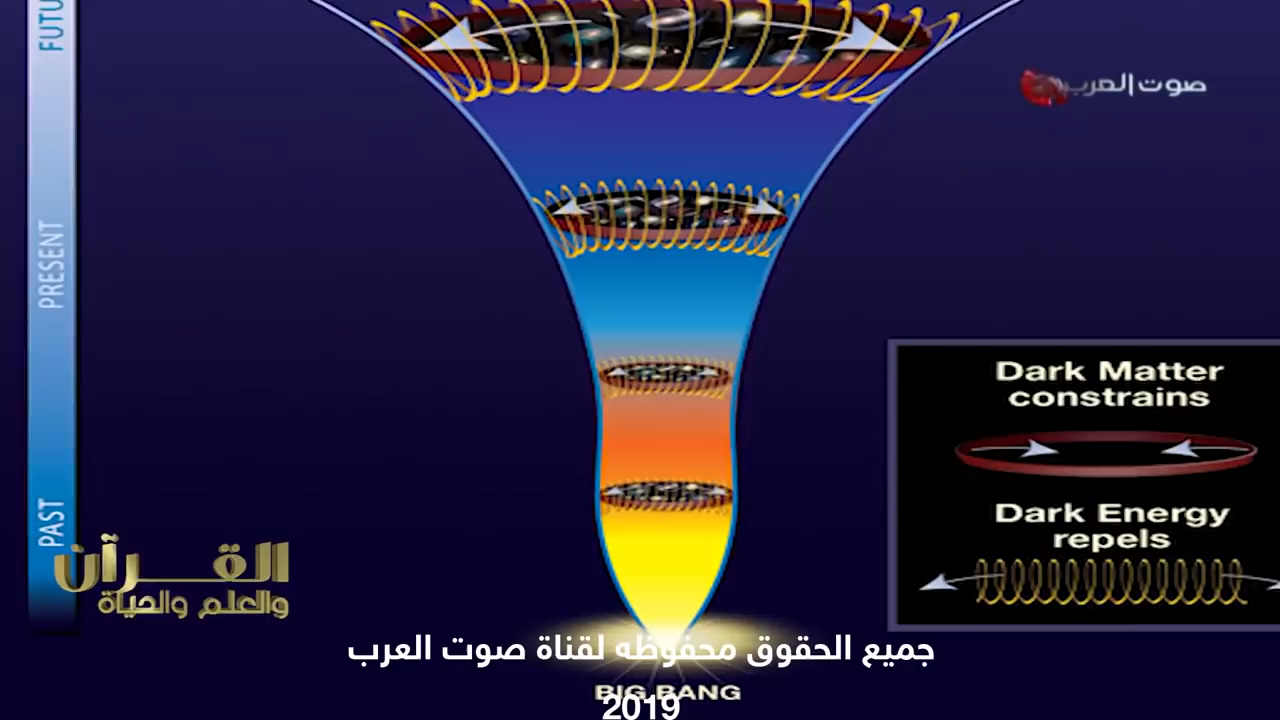 FUTU
صوت العرب
PRESENT
Dark Matter
constrains
Dark Energy
repels
PAST
القرآن
والعلم والحياة
جميع الحقوق محفوظه لقناة صوت العرب
BIG BANG
2019